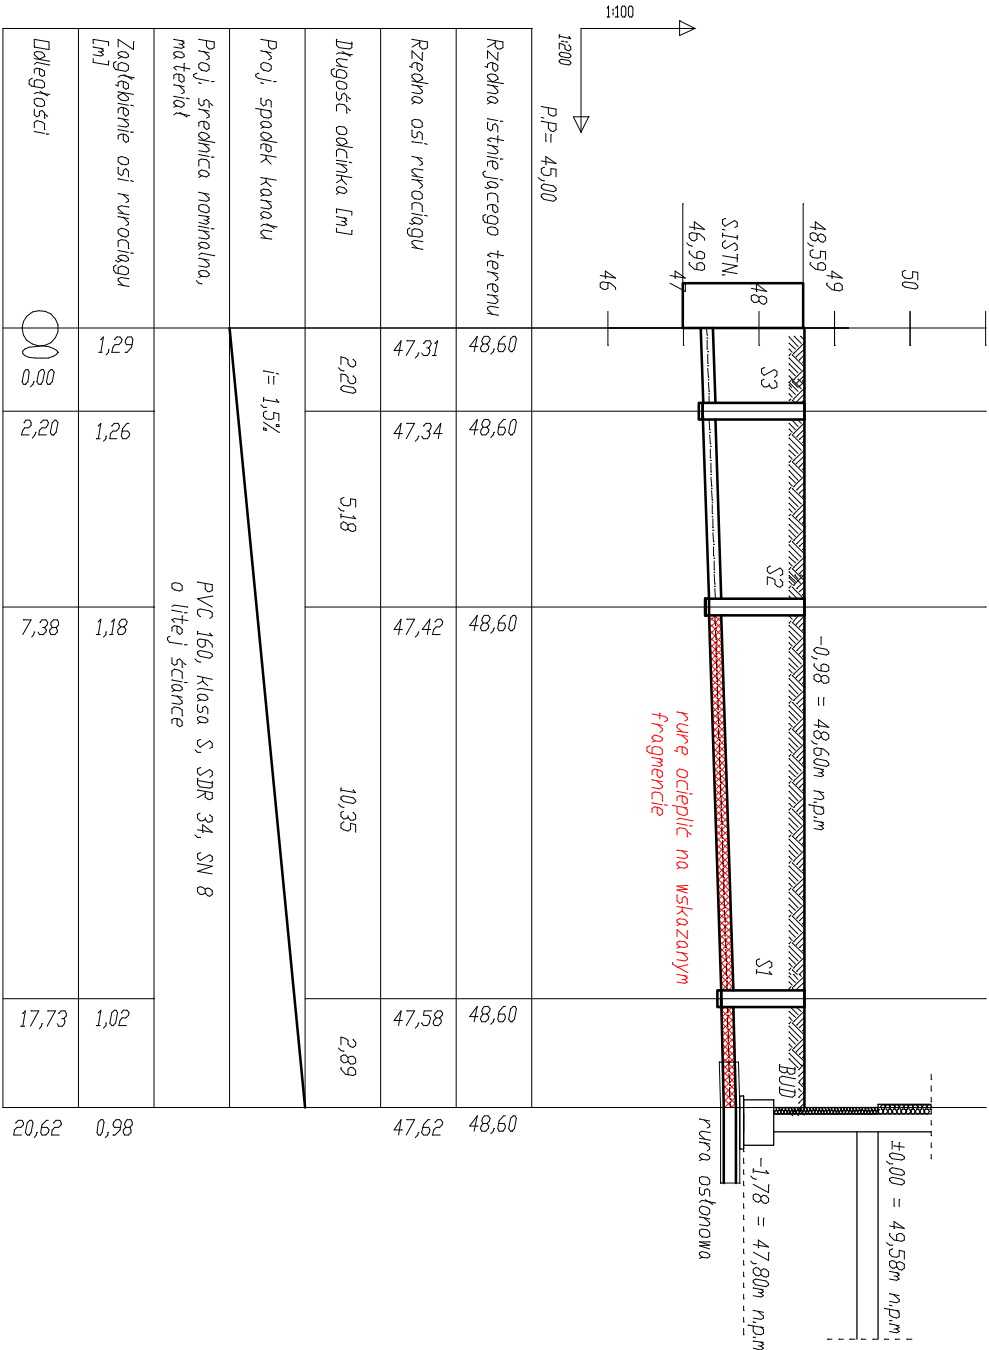 1:100
1:200
P.P= 45,00
46
47
48
49
50
48,59
46,99
S.ISTN.
S3
S2
S1
BUD
-0,98 = 48,60m n.p.m
±0,00 = 49,58m n.p.m
-1,78 = 47,80m n.p.m
rura osłonowa
rurę ocieplić na wskazanym
fragmencie
Rzędna istniejącego terenu
48,60
48,60
48,60
48,60
48,60
Rzędna osi rurociągu
47,31
47,34
47,42
47,58
47,62
Długość odcinka [m]
2,20
5,18
10,35
2,89
Proj. spadek kanału
i= 1,5%
Proj. średnica nominalna,
materiał
PVC 160, klasa S, SDR 34, SN 8
o litej ściance
Zagłębienie osi rurociągu
[m]
1,29
1,26
1,18
1,02
0,98
Odległości
0,00
2,20
7,38
17,73
20,62